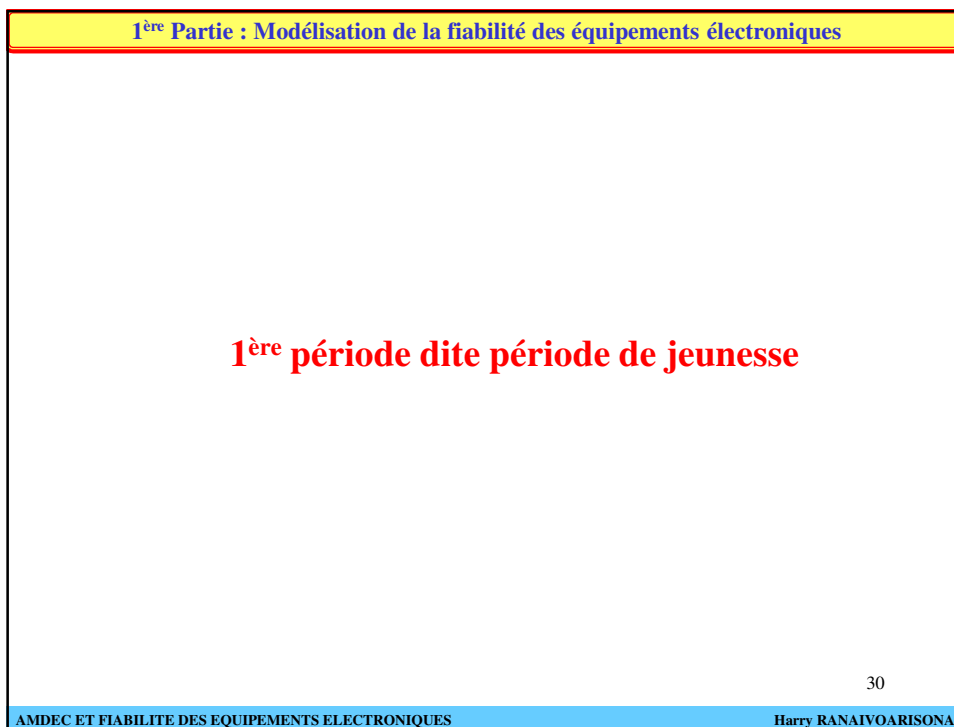 1ère Partie : Modélisation de la fiabilité des équipements électroniques
1ère période dite période de jeunesse
30
AMDEC ET FIABILITE DES EQUIPEMENTS ELECTRONIQUES Harry RANAIVOARISONA